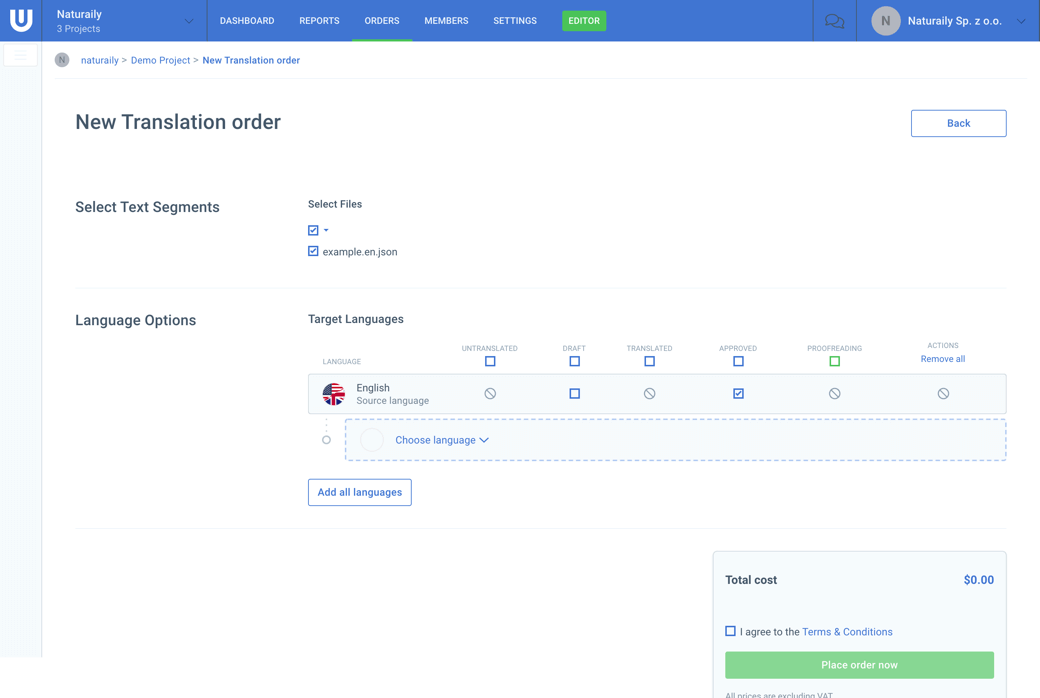 Naturaily
3 Projects
DASHBOARD
REPORTS
ORDERS
MEMBERS
SETTINGS
EDITOR
N
Naturaily Sp. z o.o.
N
naturaily > Demo Project > New Translation order
New Translation order
Back
Select Text Segments
Select Files
example.en.json
Language Options
Target Languages
LANGUAGE
UNTRANSLATED
DRAFT
TRANSLATED
APPROVED
PROOFREADING
ACTIONS
Remove all
English
Source language
Choose language
Add all languages
Total cost
$0.00
I agree to the Terms & Conditions
Place order now
All prices are excluding VAT